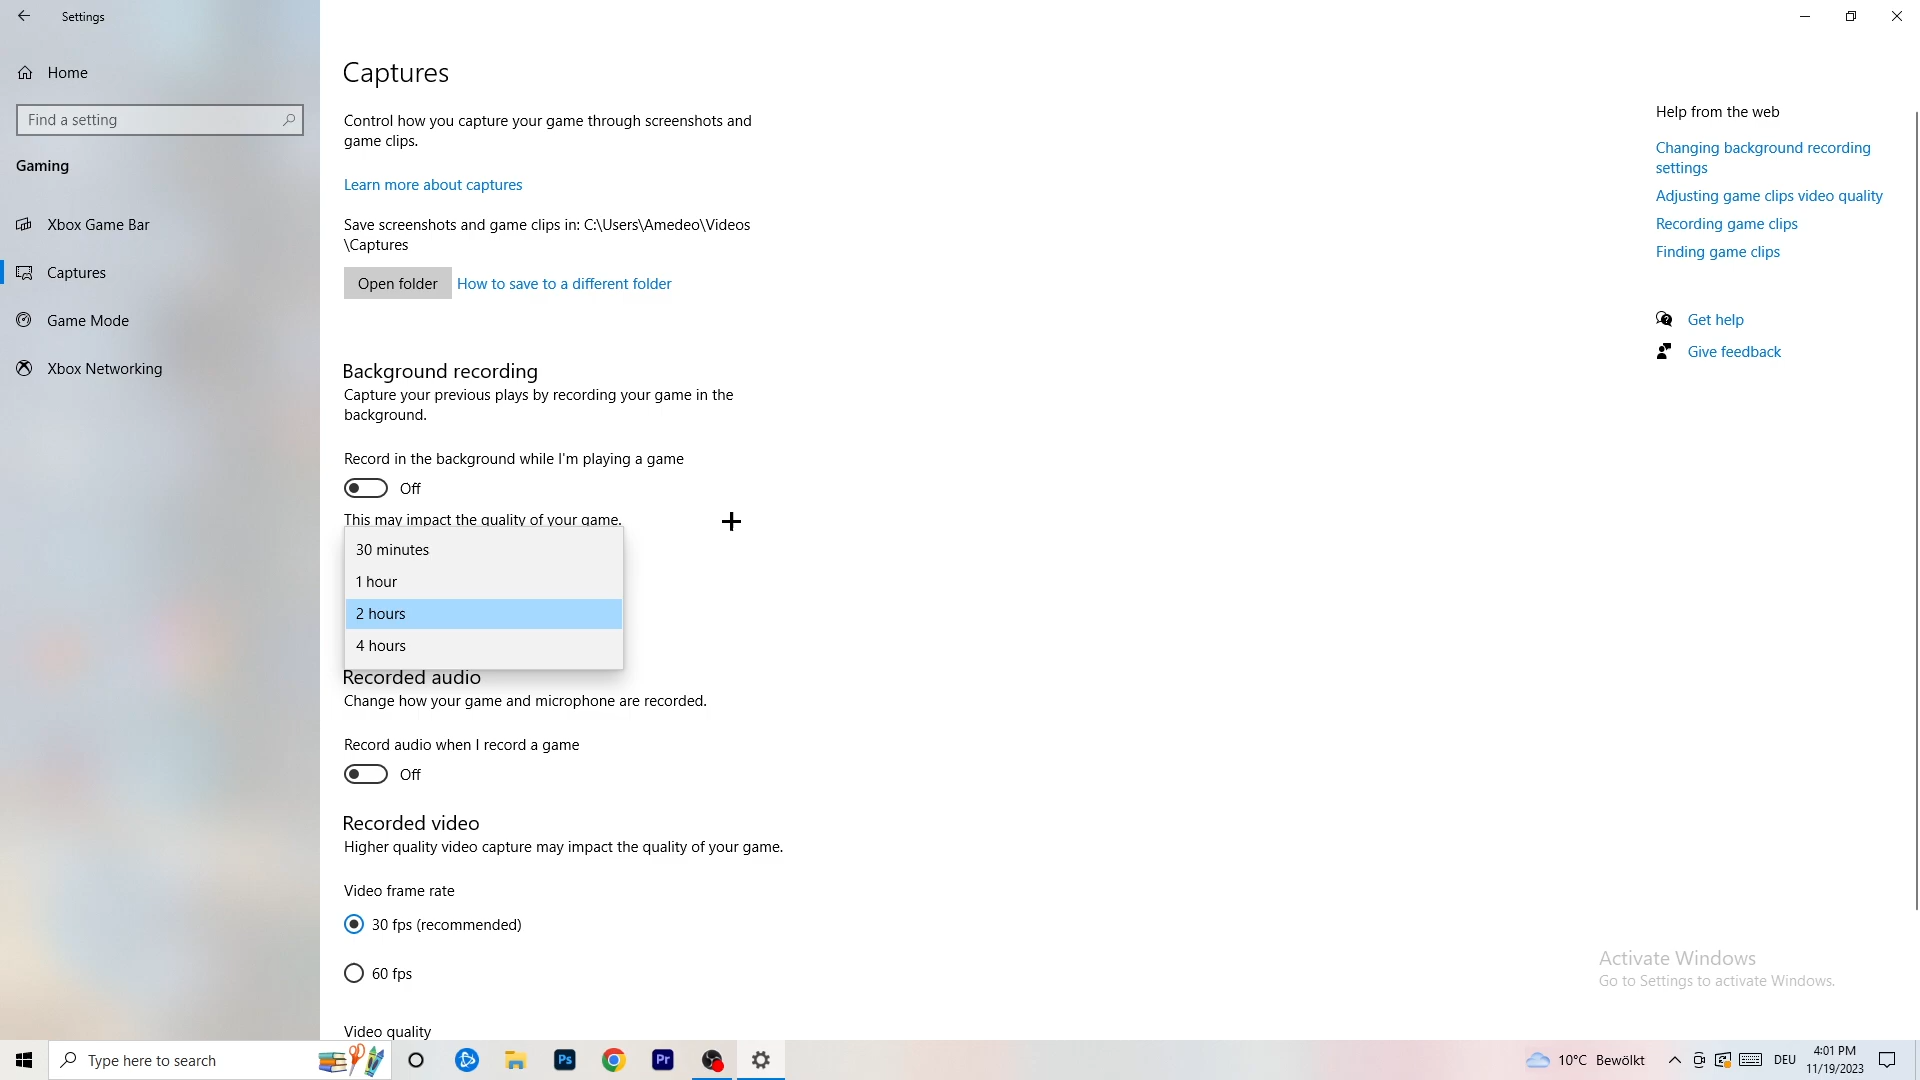 Settings
Home
Find a setting
Gaming
Xbox Game Bar
Captures
Game Mode
Xbox Networking
Captures
Control how you capture your game through screenshots and
game clips.
Learn more about captures
Save screenshots and game clips in: C:\Users\Amedeo\Videos
\Captures
Open folder
How to save to a different folder
Background recording
Capture your previous plays by recording your game in the
background.
Record in the background while I'm playing a game
Off
This may impact the quality of your game.
30 minutes
1 hour
2 hours
4 hours
Recorded audio
Change how your game and microphone are recorded.
Record audio when I record a game
Off
Recorded video
Higher quality video capture may impact the quality of your game.
Video frame rate
30 fps (recommended)
60 fps
Video quality
Help from the web
Changing background recording
settings
Adjusting game clips video quality
Recording game clips
Finding game clips
Get help
Give feedback
Activate Windows
Go to Settings to activate Windows.
Type here to search
Ps
Pr
10°C Bewölkt
DEU
4:01 PM
11/19/2023